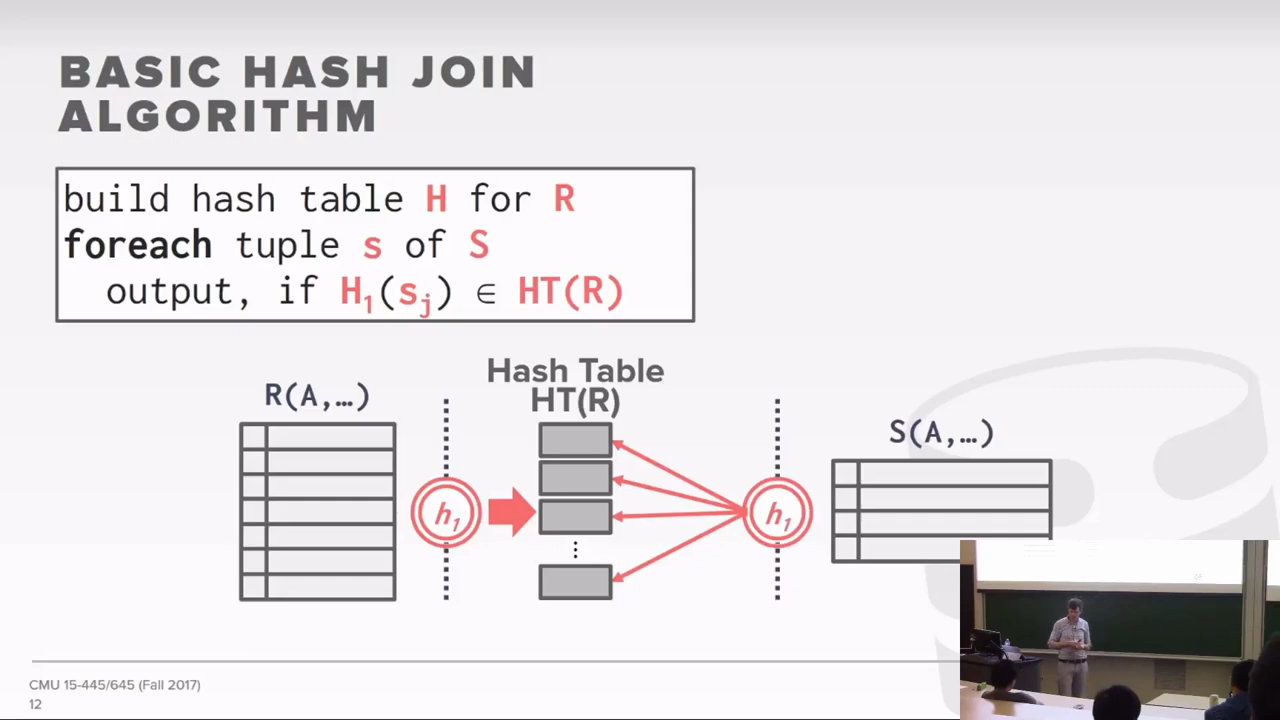 BASIC HASH JOIN
ALGORITHM
build hash table H for R
foreach tuple s of S
output, if H₁(sⱼ) ∈ HT(R)
Hash Table
HT(R)
R(A,…)
S(A,…)
h₁
h₁
CMU 15-445/645 (Fall 2017)
12